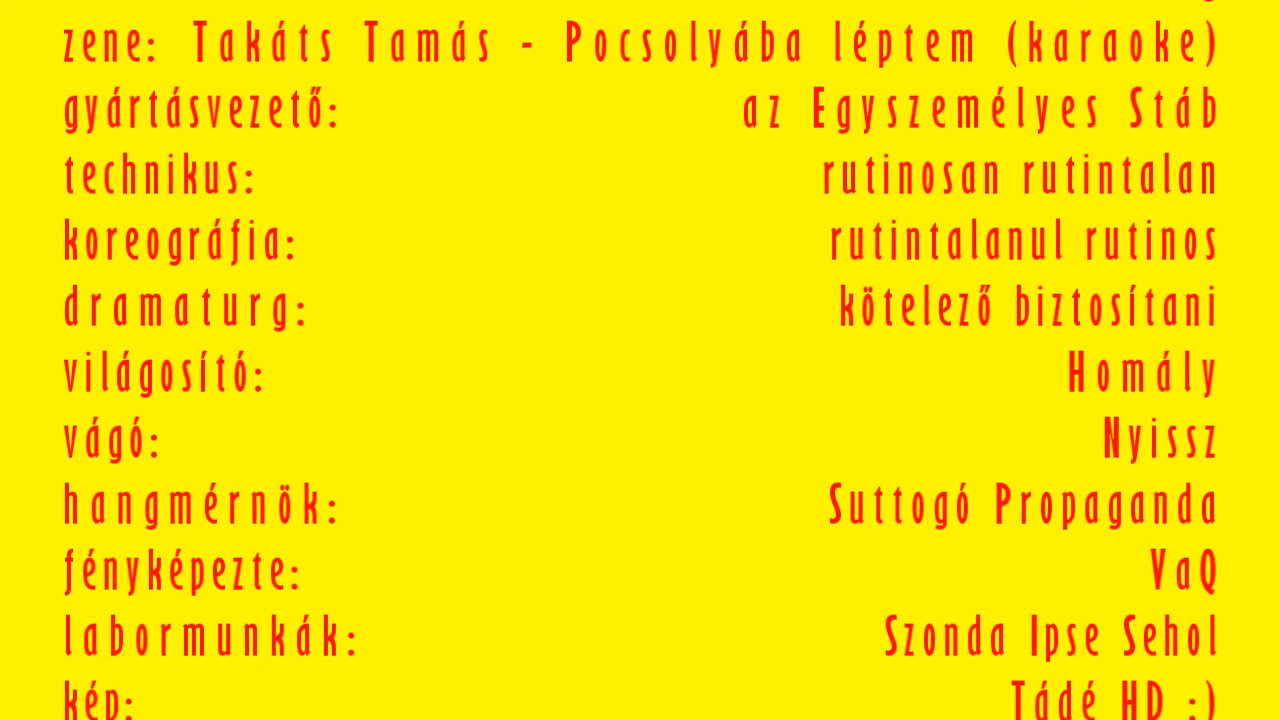 zene: Takáts Tamás - Pocsolyába léptem (karaoke)
gyártásvezető: az Egyszemélyes Stáb
technikus: rutinosan rutintalan
koreográfia: rutintalanul rutinos
dramaturg: kötelező biztosítani
világosító: Homály
vágó: Nyissz
hangmérnök: Suttogó Propaganda
fényképezte: VaQ
labormunkák: Szonda Ipse Sehol
kép: Tádé HD :)